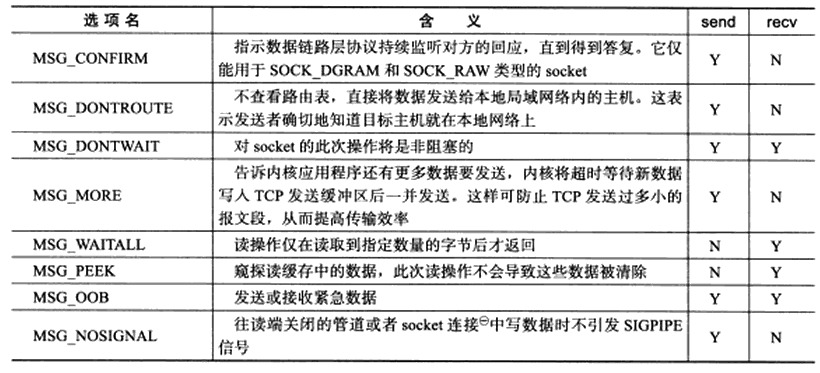 选项名 含义 send recv
MSG_CONFIRM 指示数据链路层协议持续监听对方的回应，直到得到答复。它仅 Y N
能用于 SOCK_DGRAM 和 SOCK_RAW 类型的 socket
MSG_DONTROUTE 不查看路由表，直接将数据发送给本地局域网络内的主机。这表 Y N
示发送者确切地知道目标主机就在本地网络上
MSG_DONTWAIT 对 socket 的此次操作将是非阻塞的 Y Y
告诉内核应用程序还有更多数据要发送，内核将超时等待新数据
MSG_MORE 写入 TCP 发送缓冲区后一并发送。这样可防止 TCP 发送过多小的 Y N
报文段，从而提高传输效率
MSG_WAITALL 读操作仅在读取到指定数量的字节后才返回 N Y
MSG_PEEK 窥探读缓存中的数据，此次读操作不会导致这些数据被清除 N Y
MSG_OOB 发送或接收紧急数据 Y Y
MSG_NOSIGNAL 往读端关闭的管道或者 socket 连接㊀中写数据时不引发 SIGPIPE Y N
信号